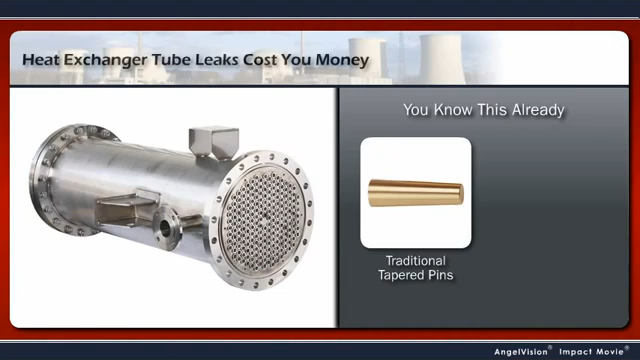 Heat Exchanger Tube Leaks Cost You Money
You Know This Already
Traditional
Tapered Pins
AngelVision® Impact Movie®